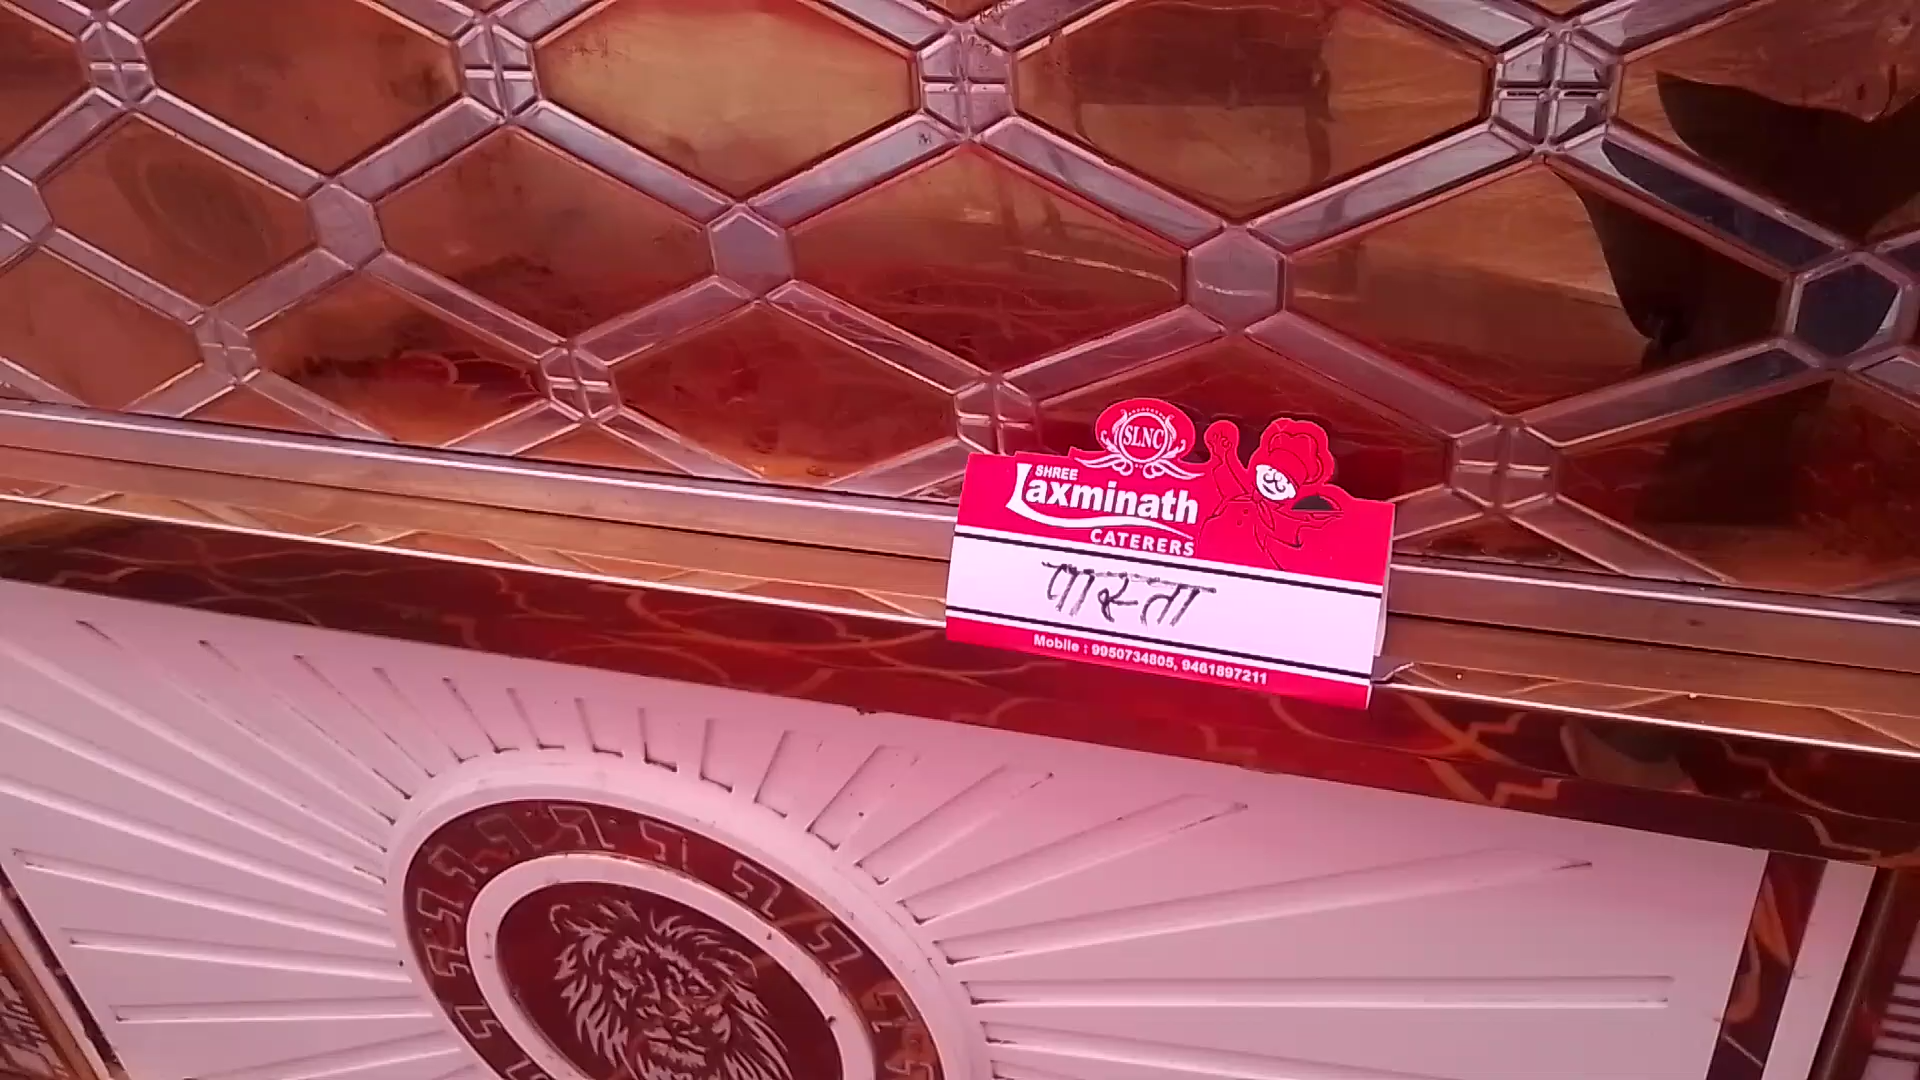 SLNC
SHREE
Laxminath
CATERERS
पास्ता
Mobile : 9950734805, 9461897211